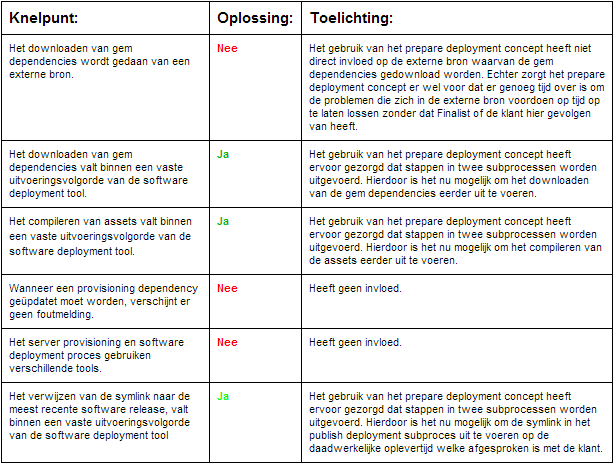 Knelpunt: Oplossing: Toelichting:
Het downloaden van gem
dependencies wordt gedaan van een
externe bron.
Nee
Het gebruik van het prepare deployment concept heeft niet
direct invloed op de externe bron waarvan de gem
dependencies gedownload worden. Echter zorgt het prepare
deployment concept er wel voor dat er genoeg tijd over is om
de problemen die zich in de externe bron voordoen op tijd op
te laten lossen zonder dat Finalist of de klant hier gevolgen
van heeft.
Het downloaden van gem
dependencies valt binnen een vaste
uitvoeringsvolgorde van de software
deployment tool.
Ja
Het gebruik van het prepare deployment concept heeft
ervoor gezorgd dat stappen in twee subprocessen worden
uitgevoerd. Hierdoor is het nu mogelijk om het downloaden
van de gem dependencies eerder uit te voeren.
Het compileren van assets valt binnen
een vaste uitvoeringsvolgorde van de
software deployment tool.
Ja
Het gebruik van het prepare deployment concept heeft
ervoor gezorgd dat stappen in twee subprocessen worden
uitgevoerd. Hierdoor is het nu mogelijk om het compileren van
de assets eerder uit te voeren.
Wanneer een provisioning dependency
geüpdatet moet worden, verschijnt er
geen foutmelding.
Nee
Heeft geen invloed.
Het server provisioning en software
deployment proces gebruiken
verschillende tools.
Nee
Heeft geen invloed.
Het verwijzen van de symlink naar de
meest recente software release, valt
binnen een vaste uitvoeringsvolgorde
van de software deployment tool
Ja
Het gebruik van het prepare deployment concept heeft
ervoor gezorgd dat stappen in twee subprocessen worden
uitgevoerd. Hierdoor is het nu mogelijk om de symlink in het
publish deployment subproces uit te voeren op de
daadwerkelijke oplevertijd welke afgesproken is met de klant.